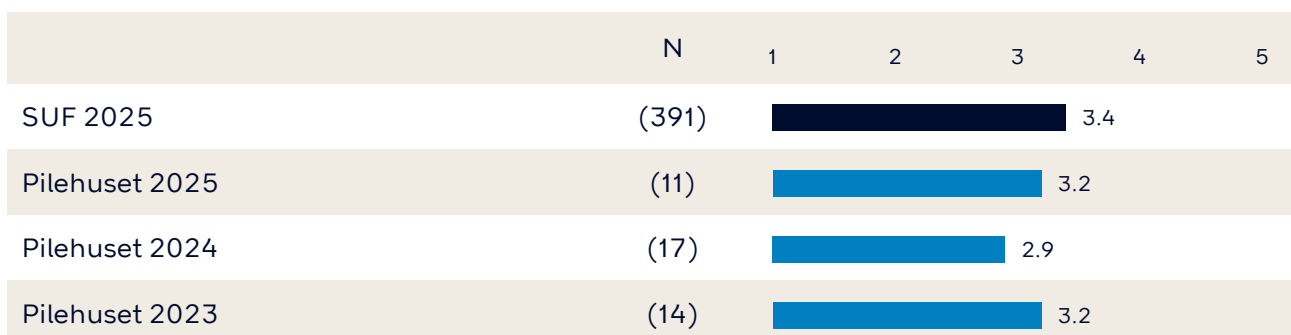 N 1 2 3 4 5
SUF 2025 (391) 3.4
Pilehuset 2025 (11) 3.2
Pilehuset 2024 (17) 2.9
Pilehuset 2023 (14) 3.2